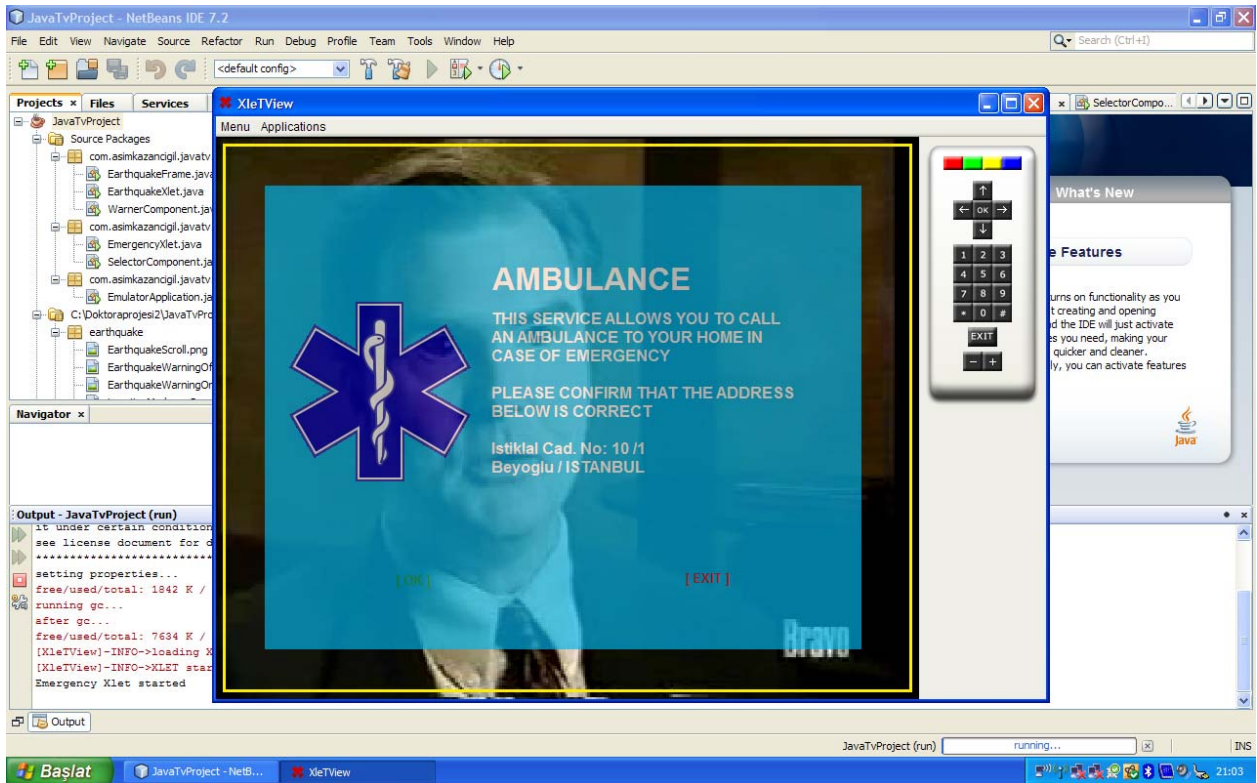 JavaTvProject - NetBeans IDE 7.2
File Edit View Navigate Source Refactor Run Debug Profile Team Tools Window Help
Search (Ctrl+I)
<default config>
Projects Files Services
SelectorCompo...
JavaTvProject
Source Packages
com.asimkazancigil.javatv
EarthquakeFrame.java
EarthquakeXlet.java
WarnerComponent.jav
com.asimkazancigil.javatv
EmergencyXlet.java
SelectorComponent.ja
com.asimkazancigil.javatv
EmulatorApplication.ja
C:\Doktoraprojesi2\JavaTvPro
earthquake
EarthquakeScroll.png
EarthquakeWarningOf
EarthquakeWarningOr
Navigator
XleTView
Menu Applications
AMBULANCE
THIS SERVICE ALLOWS YOU TO CALL
AN AMBULANCE TO YOUR HOME IN
CASE OF EMERGENCY
PLEASE CONFIRM THAT THE ADDRESS
BELOW IS CORRECT
Istiklal Cad. No: 10 /1
Beyoglu / ISTANBUL
[ OK ] [ EXIT ]
Bravo
OK
1 2 3
4 5 6
7 8 9
* 0 #
EXIT
- +
What's New
e Features
urns on functionality as you
t creating and opening
d the IDE will just activate
es you need, making your
quicker and cleaner.
ly, you can activate features
Java
Output - JavaTvProject (run)
it under certain condition
see license document for d
setting properties...
free/used/total: 1842 K /
running gc...
after gc...
free/used/total: 7634 K /
[XleTView]-INFO->loading X
[XleTView]-INFO->XLET star
Emergency Xlet started
Output
JavaTvProject (run) running... INS
Başlat JavaTvProject - NetB... XleTView 21:03